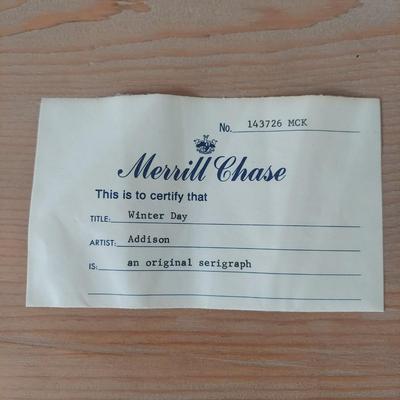 No. 143726 MCK
Merrill Chase
This is to certify that
TITLE: Winter Day
ARTIST: Addison
IS: an original serigraph